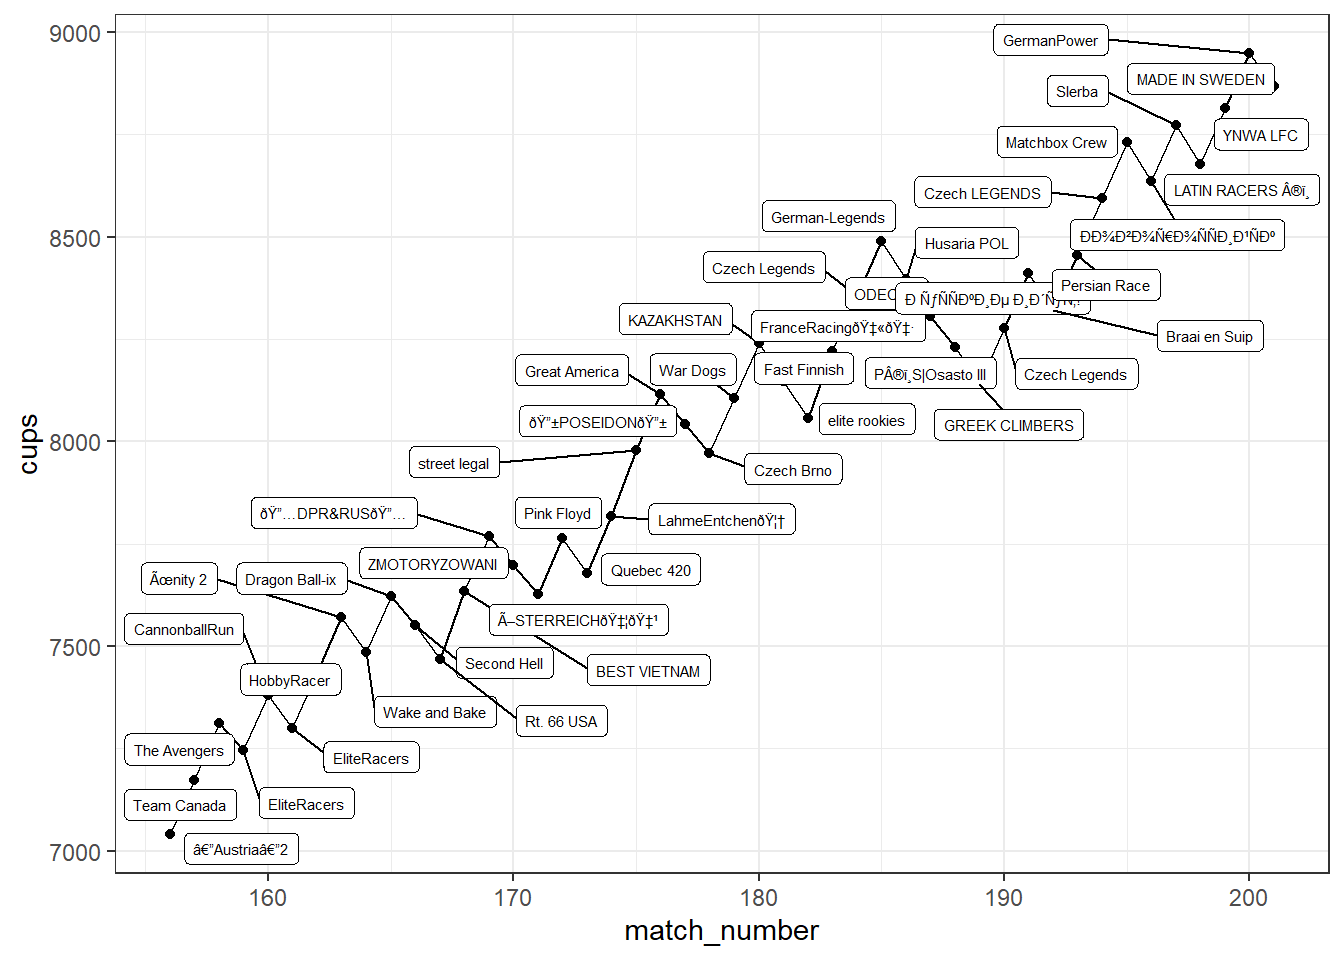 9000
8500
8000
7500
7000
cups
GermanPower
MADE IN SWEDEN
Slerba
YNWA LFC
Matchbox Crew
LATIN RACERS Â®ï¸
Czech LEGENDS
German-Legends
Husaria POL
Czech Legends
Persian Race
KAZAKHSTAN
FranceRacingðŸ‡«ðŸ‡·
Braai en Suip
Great America
War Dogs
Fast Finnish
PÂ®ï¸S|Osasto III
Czech Legends
ðŸ”±POSEIDONðŸ”±
elite rookies
GREEK CLIMBERS
street legal
Czech Brno
ðŸ”…DPR&RUSðŸ”…
Pink Floyd
LahmeEntchenðŸ¦†
ZMOTORYZOWANI
Quebec 420
Ãœnity 2
Dragon Ball-ix
Ã–STERREICHðŸ‡¦ðŸ‡¹
CannonballRun
Second Hell
BEST VIETNAM
HobbyRacer
Wake and Bake
Rt. 66 USA
The Avengers
EliteRacers
Team Canada
EliteRacers
â€”Austriaâ€”2
160
170
180
190
200
match_number